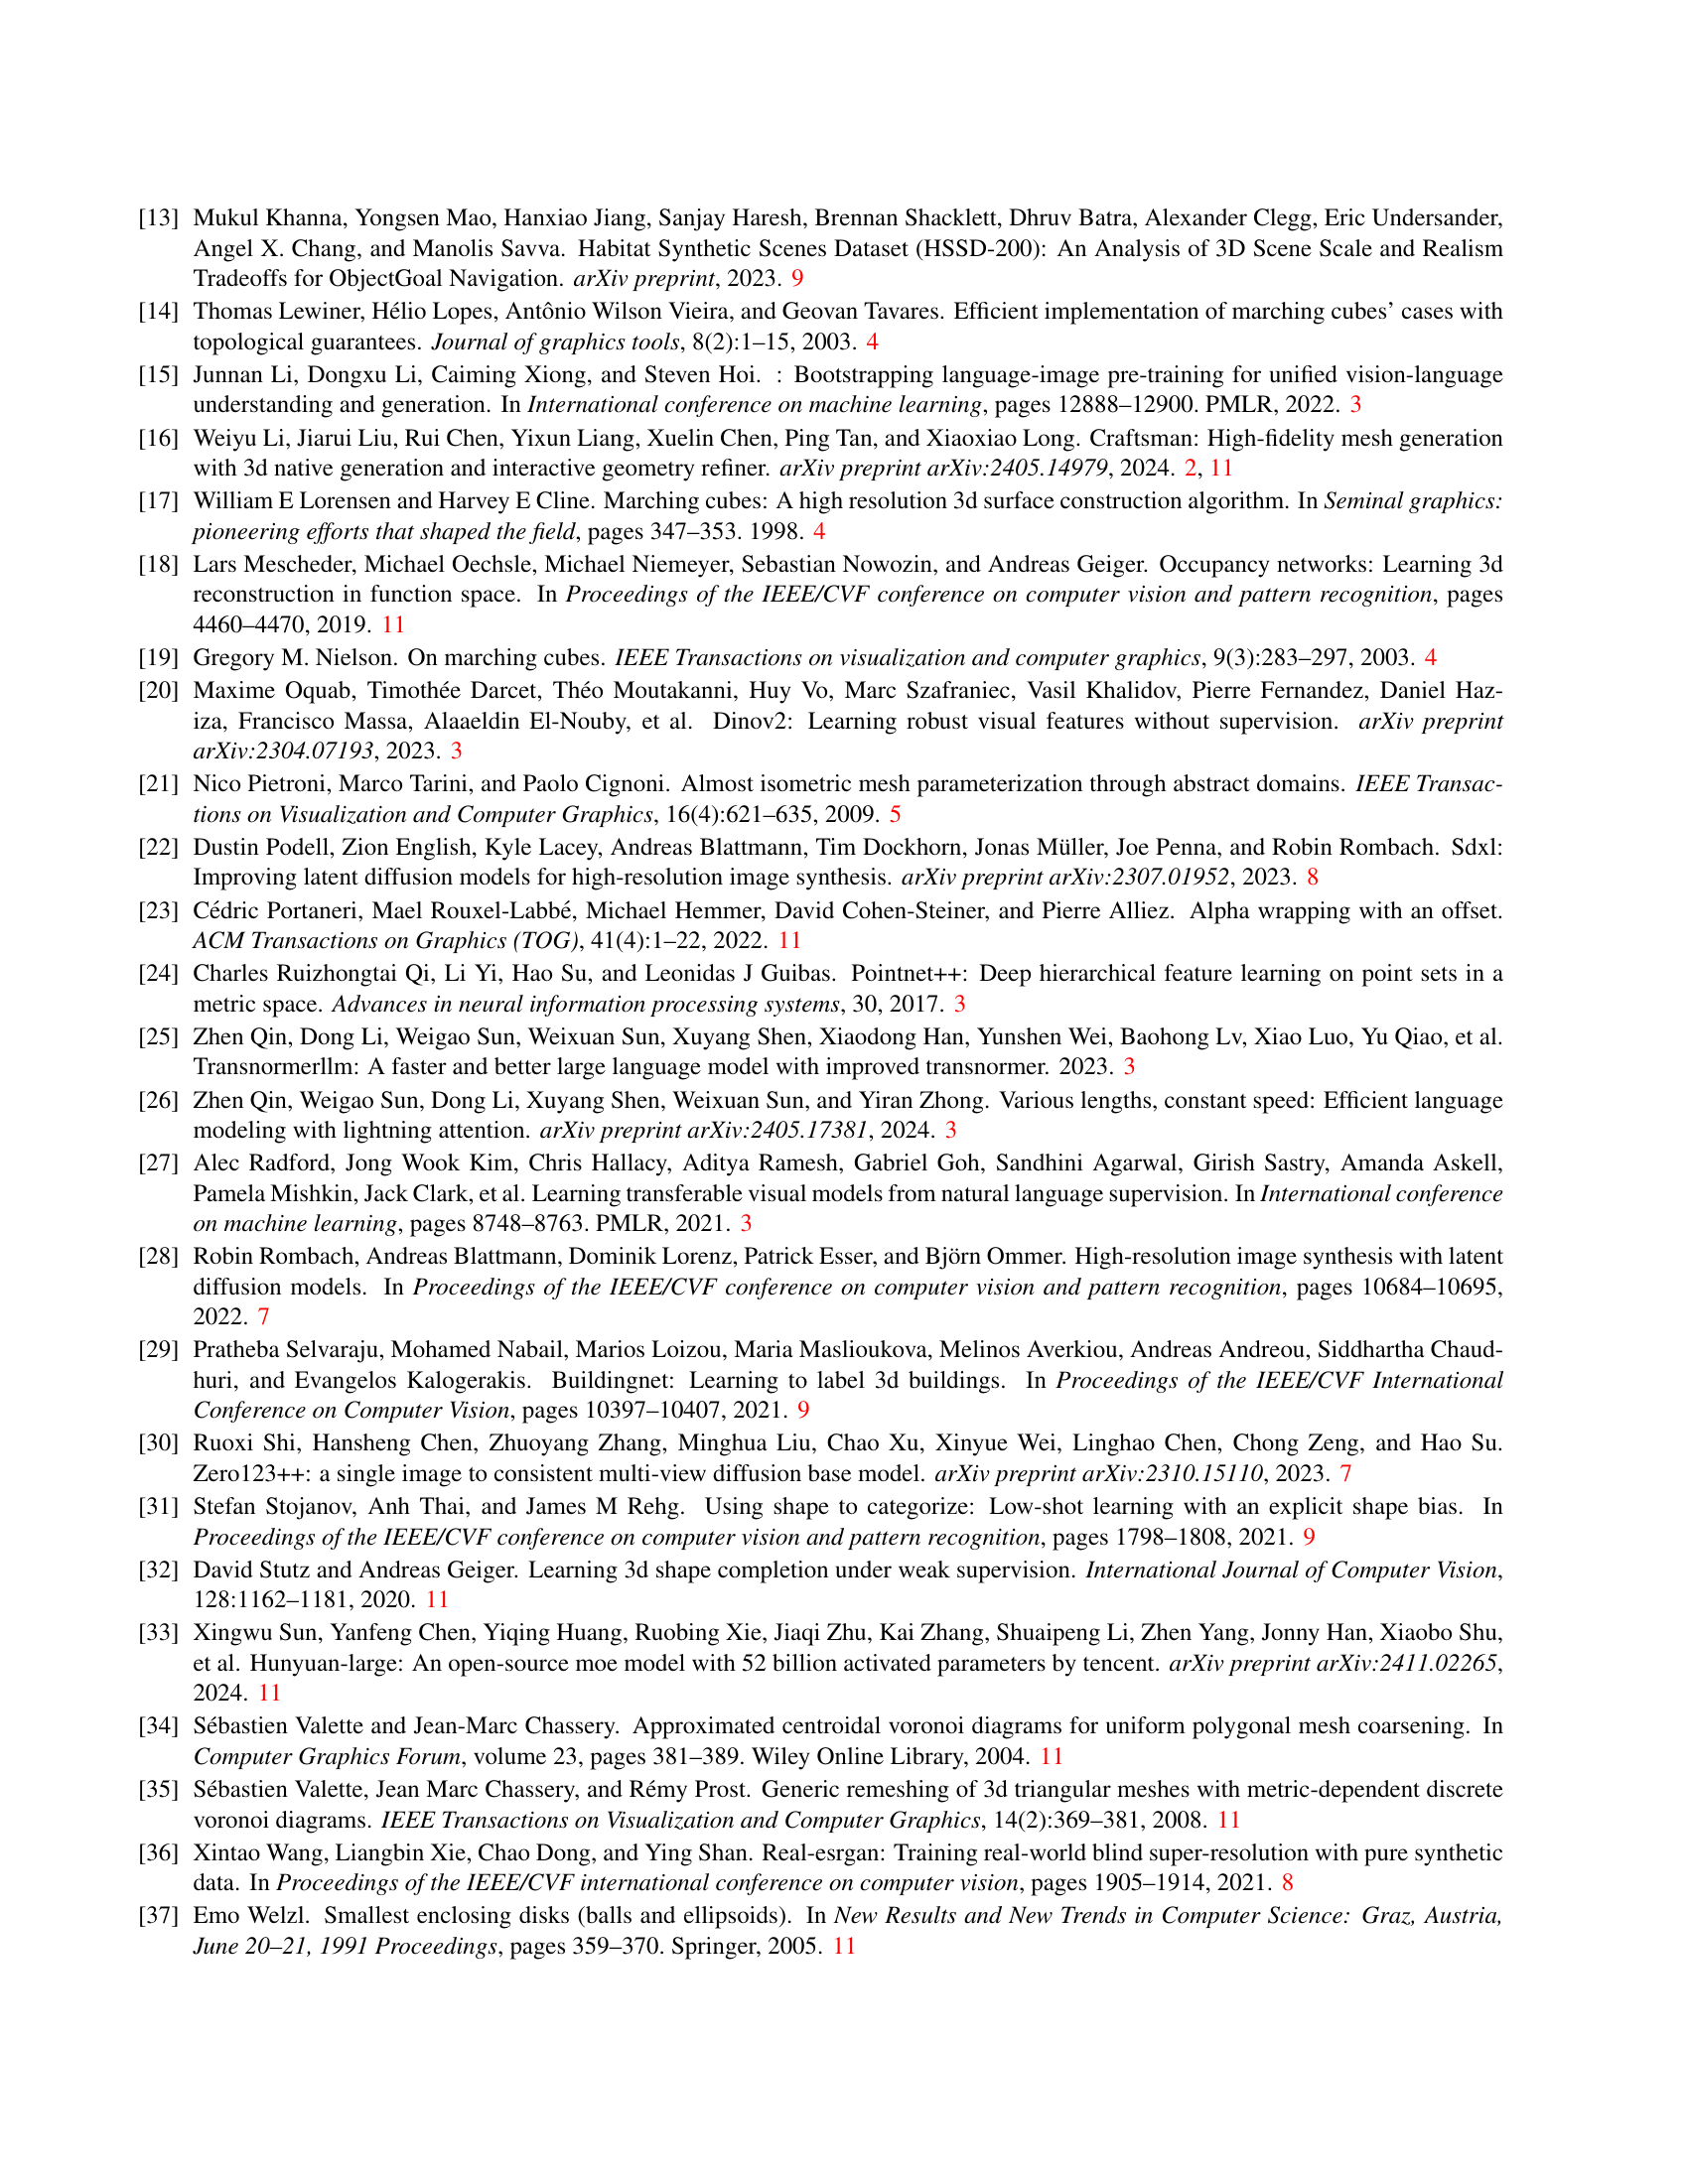 [13] Mukul Khanna, Yongsen Mao, Hanxiao Jiang, Sanjay Haresh, Brennan Shacklett, Dhruv Batra, Alexander Clegg, Eric Undersander,
Angel X. Chang, and Manolis Savva. Habitat Synthetic Scenes Dataset (HSSD-200): An Analysis of 3D Scene Scale and Realism
Tradeoffs for ObjectGoal Navigation. arXiv preprint, 2023. 9
[14] Thomas Lewiner, Hélio Lopes, Antônio Wilson Vieira, and Geovan Tavares. Efficient implementation of marching cubes’ cases with
topological guarantees. Journal of graphics tools, 8(2):1–15, 2003. 4
[15] Junnan Li, Dongxu Li, Caiming Xiong, and Steven Hoi. : Bootstrapping language-image pre-training for unified vision-language
understanding and generation. In International conference on machine learning, pages 12888–12900. PMLR, 2022. 3
[16] Weiyu Li, Jiarui Liu, Rui Chen, Yixun Liang, Xuelin Chen, Ping Tan, and Xiaoxiao Long. Craftsman: High-fidelity mesh generation
with 3d native generation and interactive geometry refiner. arXiv preprint arXiv:2405.14979, 2024. 2, 11
[17] William E Lorensen and Harvey E Cline. Marching cubes: A high resolution 3d surface construction algorithm. In Seminal graphics:
pioneering efforts that shaped the field, pages 347–353. 1998. 4
[18] Lars Mescheder, Michael Oechsle, Michael Niemeyer, Sebastian Nowozin, and Andreas Geiger. Occupancy networks: Learning 3d
reconstruction in function space. In Proceedings of the IEEE/CVF conference on computer vision and pattern recognition, pages
4460–4470, 2019. 11
[19] Gregory M. Nielson. On marching cubes. IEEE Transactions on visualization and computer graphics, 9(3):283–297, 2003. 4
[20] Maxime Oquab, Timothée Darcet, Théo Moutakanni, Huy Vo, Marc Szafraniec, Vasil Khalidov, Pierre Fernandez, Daniel Haz-
iza, Francisco Massa, Alaaeldin El-Nouby, et al. Dinov2: Learning robust visual features without supervision. arXiv preprint
arXiv:2304.07193, 2023. 3
[21] Nico Pietroni, Marco Tarini, and Paolo Cignoni. Almost isometric mesh parameterization through abstract domains. IEEE Transac-
tions on Visualization and Computer Graphics, 16(4):621–635, 2009. 5
[22] Dustin Podell, Zion English, Kyle Lacey, Andreas Blattmann, Tim Dockhorn, Jonas Müller, Joe Penna, and Robin Rombach. Sdxl:
Improving latent diffusion models for high-resolution image synthesis. arXiv preprint arXiv:2307.01952, 2023. 8
[23] Cédric Portaneri, Mael Rouxel-Labbé, Michael Hemmer, David Cohen-Steiner, and Pierre Alliez. Alpha wrapping with an offset.
ACM Transactions on Graphics (TOG), 41(4):1–22, 2022. 11
[24] Charles Ruizhongtai Qi, Li Yi, Hao Su, and Leonidas J Guibas. Pointnet++: Deep hierarchical feature learning on point sets in a
metric space. Advances in neural information processing systems, 30, 2017. 3
[25] Zhen Qin, Dong Li, Weigao Sun, Weixuan Sun, Xuyang Shen, Xiaodong Han, Yunshen Wei, Baohong Lv, Xiao Luo, Yu Qiao, et al.
Transnormerllm: A faster and better large language model with improved transnormer. 2023. 3
[26] Zhen Qin, Weigao Sun, Dong Li, Xuyang Shen, Weixuan Sun, and Yiran Zhong. Various lengths, constant speed: Efficient language
modeling with lightning attention. arXiv preprint arXiv:2405.17381, 2024. 3
[27] Alec Radford, Jong Wook Kim, Chris Hallacy, Aditya Ramesh, Gabriel Goh, Sandhini Agarwal, Girish Sastry, Amanda Askell,
Pamela Mishkin, Jack Clark, et al. Learning transferable visual models from natural language supervision. In International conference
on machine learning, pages 8748–8763. PMLR, 2021. 3
[28] Robin Rombach, Andreas Blattmann, Dominik Lorenz, Patrick Esser, and Björn Ommer. High-resolution image synthesis with latent
diffusion models. In Proceedings of the IEEE/CVF conference on computer vision and pattern recognition, pages 10684–10695,
2022. 7
[29] Pratheba Selvaraju, Mohamed Nabail, Marios Loizou, Maria Maslioukova, Melinos Averkiou, Andreas Andreou, Siddhartha Chaud-
huri, and Evangelos Kalogerakis. Buildingnet: Learning to label 3d buildings. In Proceedings of the IEEE/CVF International
Conference on Computer Vision, pages 10397–10407, 2021. 9
[30] Ruoxi Shi, Hansheng Chen, Zhuoyang Zhang, Minghua Liu, Chao Xu, Xinyue Wei, Linghao Chen, Chong Zeng, and Hao Su.
Zero123++: a single image to consistent multi-view diffusion base model. arXiv preprint arXiv:2310.15110, 2023. 7
[31] Stefan Stojanov, Anh Thai, and James M Rehg. Using shape to categorize: Low-shot learning with an explicit shape bias. In
Proceedings of the IEEE/CVF conference on computer vision and pattern recognition, pages 1798–1808, 2021. 9
[32] David Stutz and Andreas Geiger. Learning 3d shape completion under weak supervision. International Journal of Computer Vision,
128:1162–1181, 2020. 11
[33] Xingwu Sun, Yanfeng Chen, Yiqing Huang, Ruobing Xie, Jiaqi Zhu, Kai Zhang, Shuaipeng Li, Zhen Yang, Jonny Han, Xiaobo Shu,
et al. Hunyuan-large: An open-source moe model with 52 billion activated parameters by tencent. arXiv preprint arXiv:2411.02265,
2024. 11
[34] Sébastien Valette and Jean-Marc Chassery. Approximated centroidal voronoi diagrams for uniform polygonal mesh coarsening. In
Computer Graphics Forum, volume 23, pages 381–389. Wiley Online Library, 2004. 11
[35] Sébastien Valette, Jean Marc Chassery, and Rémy Prost. Generic remeshing of 3d triangular meshes with metric-dependent discrete
voronoi diagrams. IEEE Transactions on Visualization and Computer Graphics, 14(2):369–381, 2008. 11
[36] Xintao Wang, Liangbin Xie, Chao Dong, and Ying Shan. Real-esrgan: Training real-world blind super-resolution with pure synthetic
data. In Proceedings of the IEEE/CVF international conference on computer vision, pages 1905–1914, 2021. 8
[37] Emo Welzl. Smallest enclosing disks (balls and ellipsoids). In New Results and New Trends in Computer Science: Graz, Austria,
June 20–21, 1991 Proceedings, pages 359–370. Springer, 2005. 11